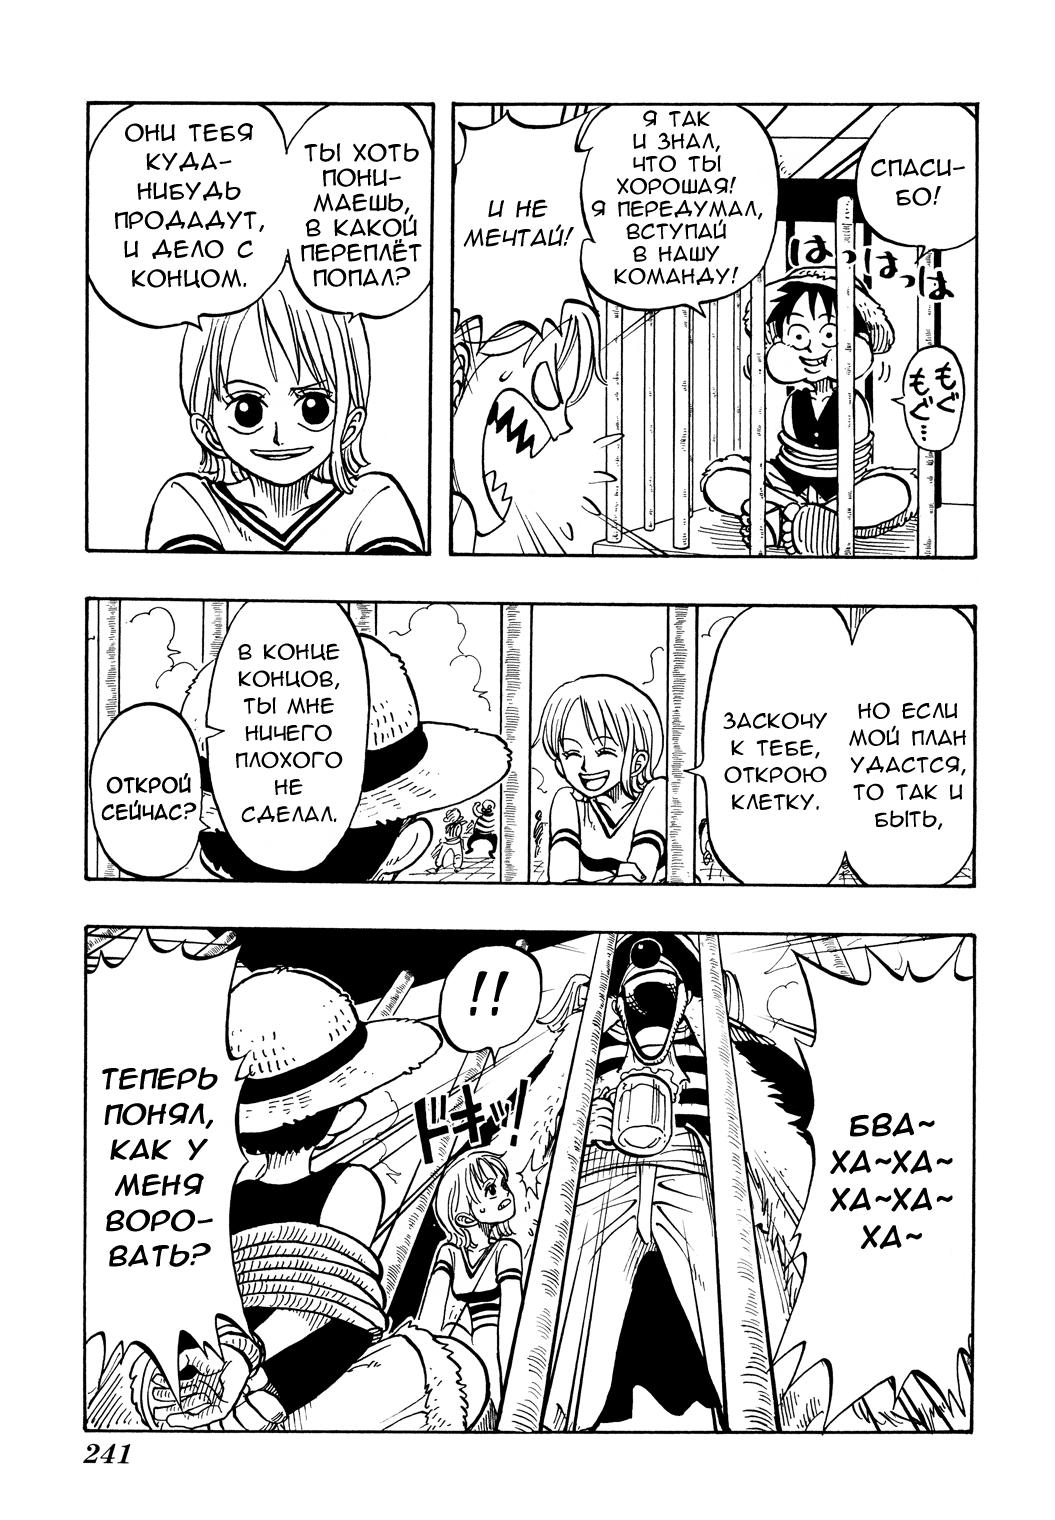 СПАСИ-
БО!
はっはっは
もぐ
もぐ…
Я ТАК
И ЗНАЛ,
ЧТО ТЫ
ХОРОШАЯ!
Я ПЕРЕДУМАЛ,
ВСТУПАЙ
В НАШУ
КОМАНДУ!
И НЕ
МЕЧТАЙ!
ТЫ ХОТЬ
ПОНИ-
МАЕШЬ,
В КАКОЙ
ПЕРЕПЛЁТ
ПОПАЛ?
ОНИ ТЕБЯ
КУДА-
НИБУДЬ
ПРОДАДУТ,
И ДЕЛО С
КОНЦОМ.
НО ЕСЛИ
МОЙ ПЛАН
УДАСТСЯ,
ТО ТАК И
БЫТЬ,
ЗАСКОЧУ
К ТЕБЕ,
ОТКРОЮ
КЛЕТКУ.
В КОНЦЕ
КОНЦОВ,
ТЫ МНЕ
НИЧЕГО
ПЛОХОГО
НЕ
СДЕЛАЛ.
ОТКРОЙ
СЕЙЧАС?
БВА~
ХА~ХА~
ХА~ХА~
ХА~
!!
ドキッ!
ТЕПЕРЬ
ПОНЯЛ,
КАК У
МЕНЯ
ВОРО-
ВАТЬ?
241